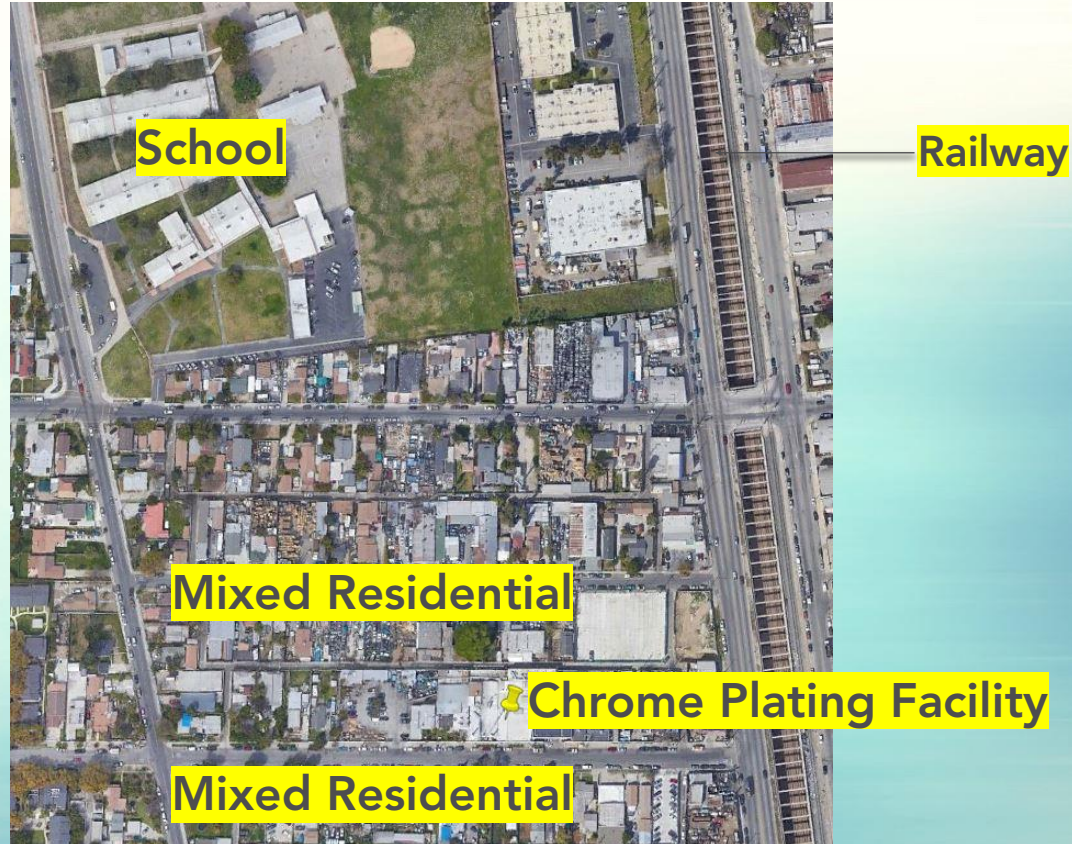 School
Railway
Mixed Residential
Chrome Plating Facility
Mixed Residential